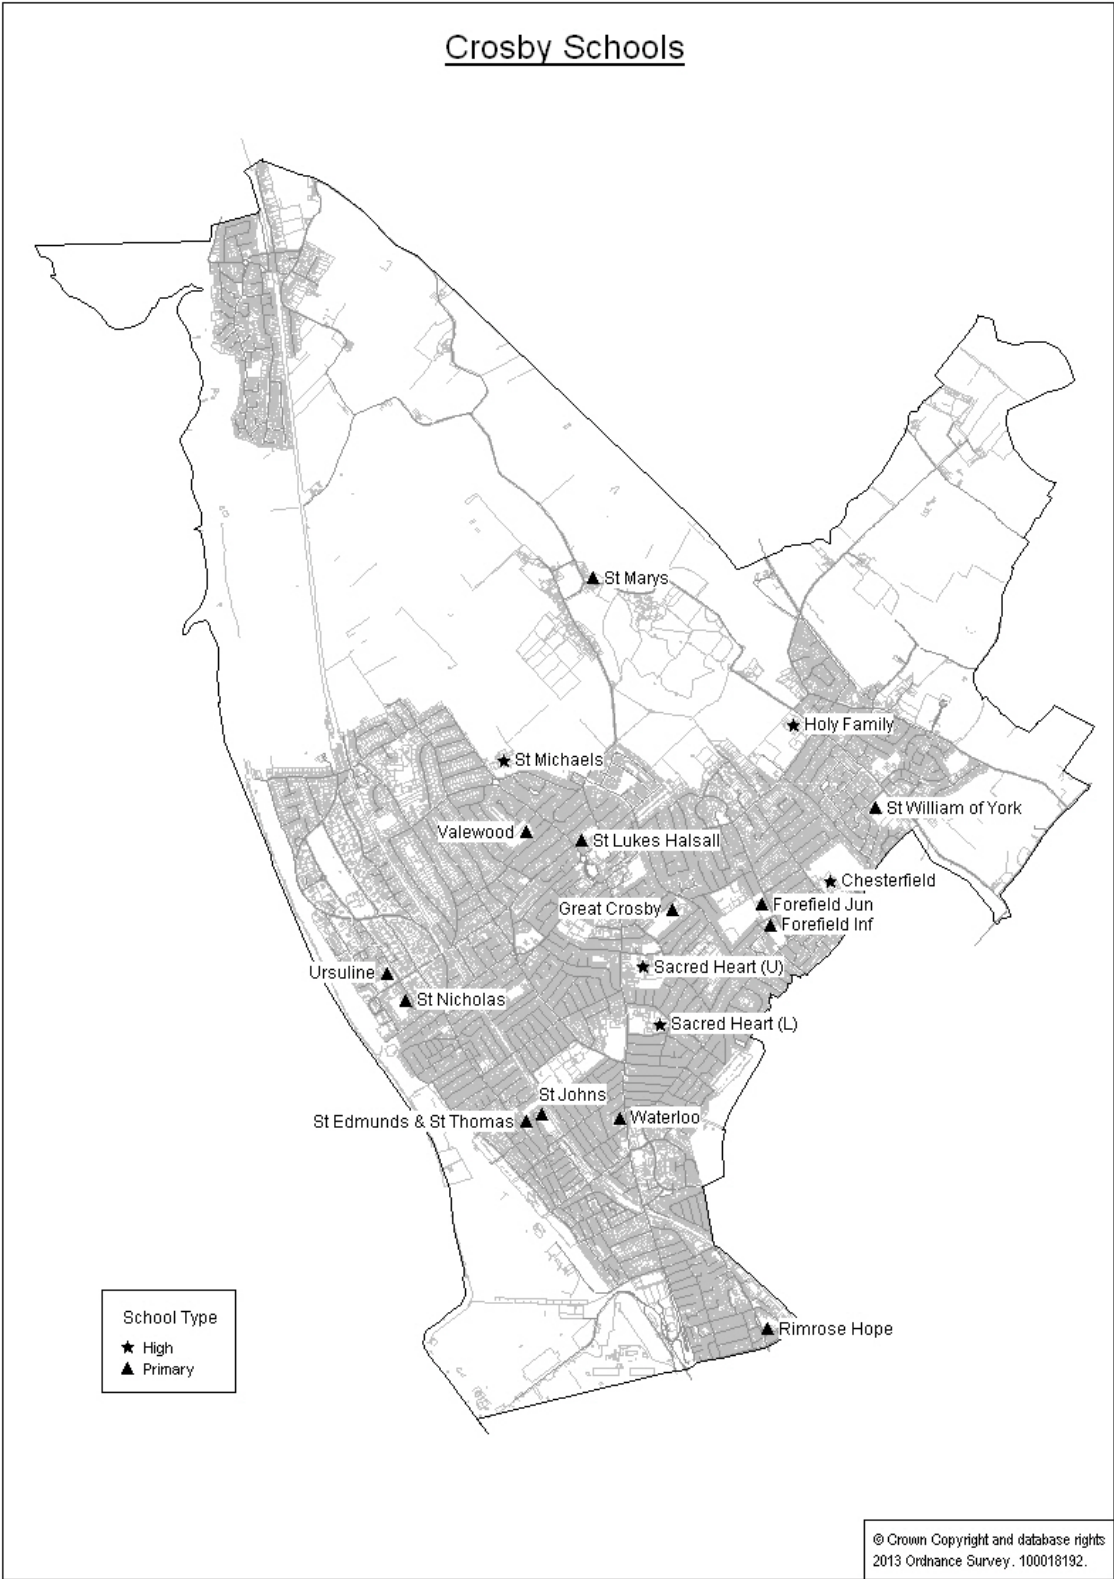 Crosby Schools
St Marys
Holy Family
St Michaels
St William of York
Valewood
St Lukes Halsall
Chesterfield
Great Crosby
Forefield Jun
Forefield Inf
Sacred Heart (U)
Ursuline
St Nicholas
Sacred Heart (L)
St Johns
St Edmunds & St Thomas
Waterloo
School Type
High
Primary
Rimrose Hope
© Crown Copyright and database rights
2013 Ordnance Survey. 100018192.